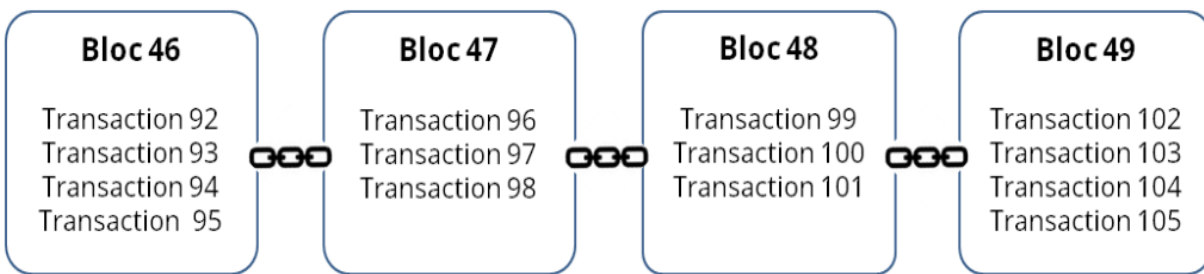 Bloc 46
Transaction 92
Transaction 93
Transaction 94
Transaction 95
Bloc 47
Transaction 96
Transaction 97
Transaction 98
Bloc 48
Transaction 99
Transaction 100
Transaction 101
Bloc 49
Transaction 102
Transaction 103
Transaction 104
Transaction 105